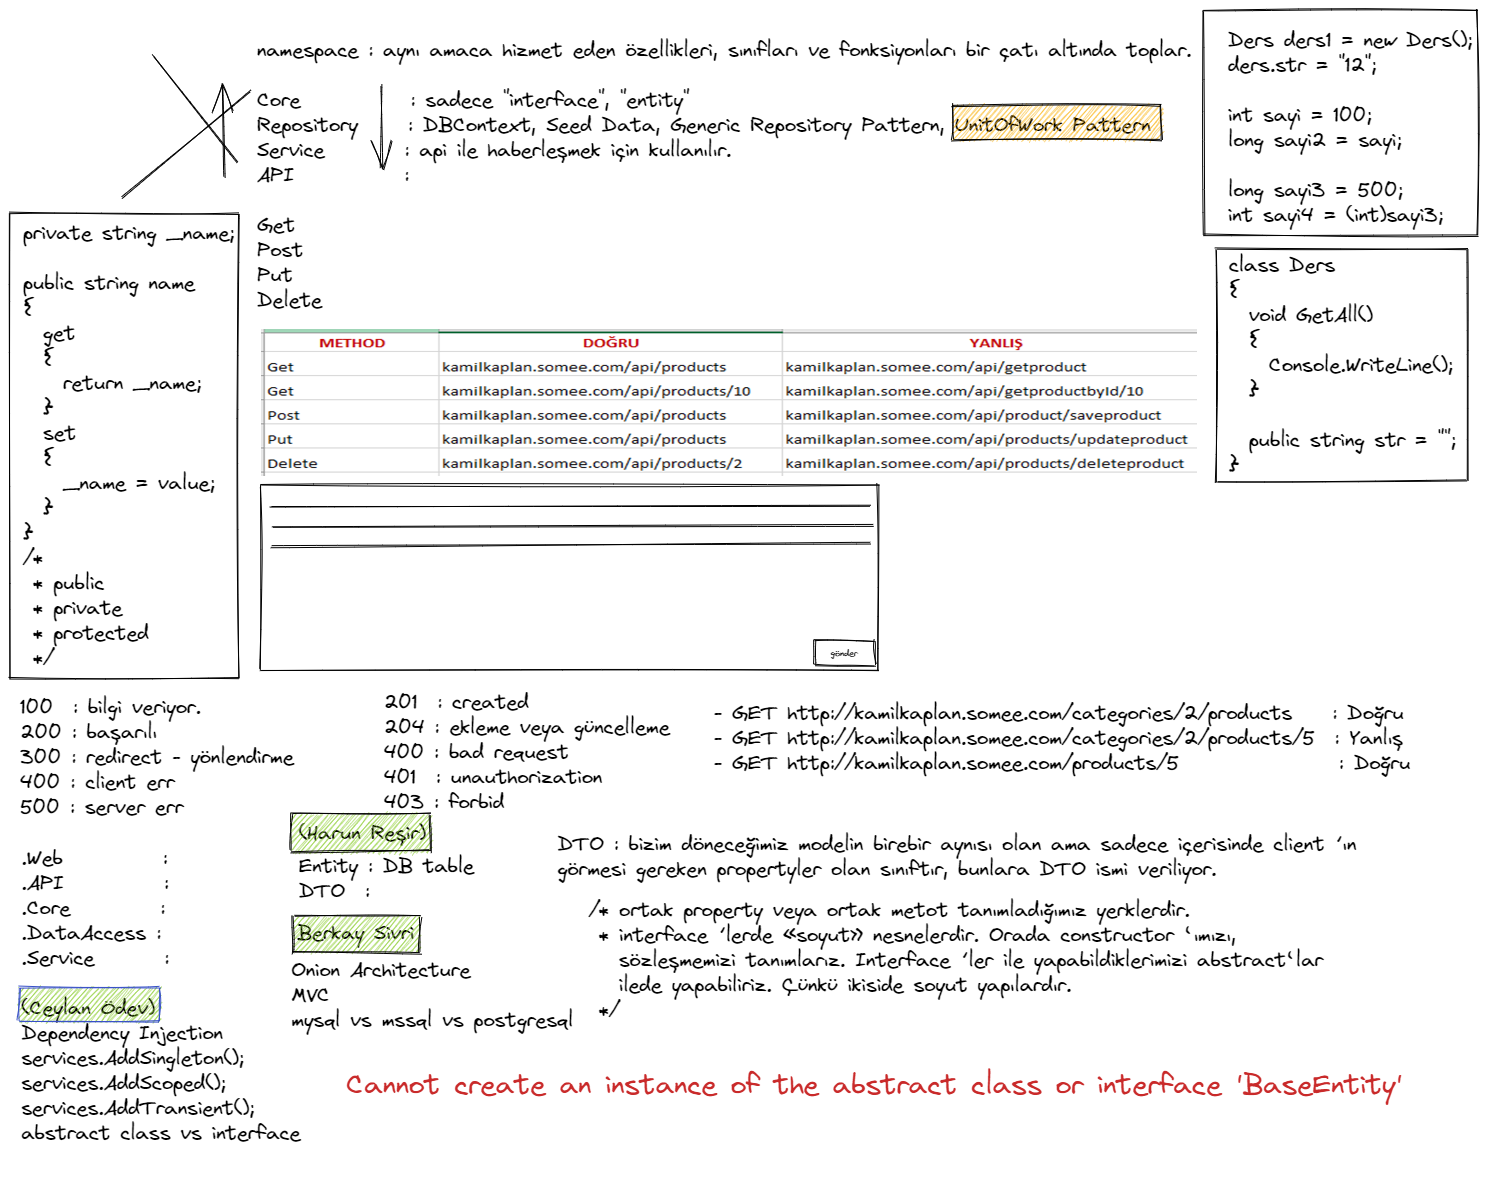 namespace : aynı amaca hizmet eden özellikleri, sınıfları ve fonksiyonları bir çatı altında toplar.
Core : sadece "interface", "entity"
Repository : DBContext, Seed Data, Generic Repository Pattern, UnitOfWork Pattern
Service : api ile haberleşmek için kullanılır.
API :
Get
Post
Put
Delete
Ders ders1 = new Ders();
ders.str = "12";
int sayi = 100;
long sayi2 = sayi;
long sayi3 = 500;
int sayi4 = (int)sayi3;
private string _name;
public string name
{
get
{
return _name;
}
set
{
_name = value;
}
}
/*
* public
* private
* protected
*/
class Ders
{
void GetAll()
{
Console.WriteLine();
}
public string str = "";
}
METHOD DOĞRU YANLIŞ
Get kamilkaplan.somee.com/api/products kamilkaplan.somee.com/api/getproduct
Get kamilkaplan.somee.com/api/products/10 kamilkaplan.somee.com/api/getproductbyId/10
Post kamilkaplan.somee.com/api/products kamilkaplan.somee.com/api/product/saveproduct
Put kamilkaplan.somee.com/api/products kamilkaplan.somee.com/api/products/updateproduct
Delete kamilkaplan.somee.com/api/products/2 kamilkaplan.somee.com/api/products/deleteproduct
gönder
100 : bilgi veriyor.
200 : başarılı
300 : redirect - yönlendirme
400 : client err
500 : server err
201 : created
204 : ekleme veya güncelleme
400 : bad request
401 : unauthorization
403 : forbid
- GET http://kamilkaplan.somee.com/categories/2/products : Doğru
- GET http://kamilkaplan.somee.com/categories/2/products/5 : Yanlış
- GET http://kamilkaplan.somee.com/products/5 : Doğru
.Web :
.API :
.Core :
.DataAccess :
.Service :
(Harun Reşir)
Entity : DB table
DTO :
DTO : bizim döneceğimiz modelin birebir aynısı olan ama sadece içerisinde client 'ın
görmesi gereken propertyler olan sınıftır, bunlara DTO ismi veriliyor.
/* ortak property veya ortak metot tanımladığımız yerklerdir.
* interface 'lerde «soyut» nesnelerdir. Orada constructor 'ımızı,
sözleşmemizi tanımlarız. Interface 'ler ile yapabildiklerimizi abstract'lar
ilede yapabiliriz. Çünkü ikiside soyut yapılardır.
*/
Berkay Sivri
Onion Architecture
MVC
mysql vs mssql vs postgresql
(Ceylan Ödev)
Dependency Injection
services.AddSingleton();
services.AddScoped();
services.AddTransient();
abstract class vs interface
Cannot create an instance of the abstract class or interface 'BaseEntity'